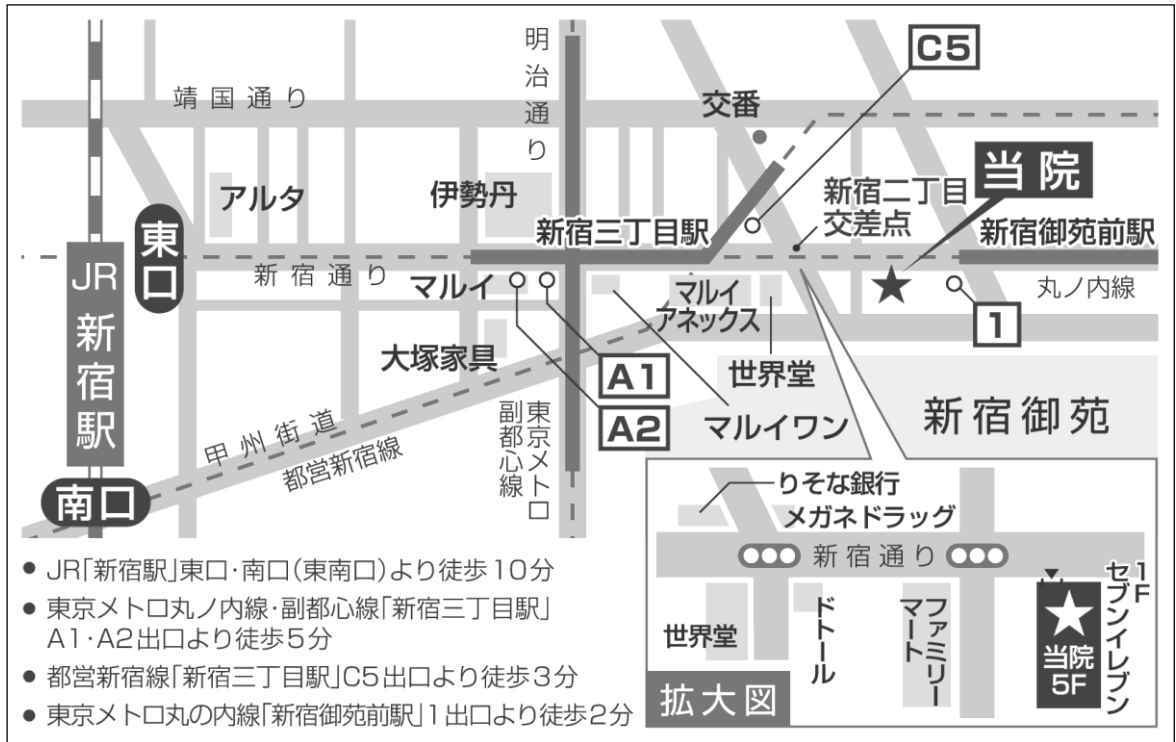 明治通り
C5
靖国通り
交番
アルタ
伊勢丹
新宿二丁目
交差点
当院
東口
新宿三丁目駅
新宿御苑前駅
JR新宿駅
新宿通り
マルイ
マルイ
アネックス
丸ノ内線
1
大塚家具
A1
世界堂
A2
マルイワン
新宿御苑
甲州街道
都営新宿線
東京メトロ
副都心線
南口
りそな銀行
メガネドラッグ
新宿通り
世界堂
ドトール
ファミリー
マート
1F
セブンイレブン
当院
5F
拡大図
● JR「新宿駅」東口・南口(東南口)より徒歩10分
● 東京メトロ丸ノ内線・副都心線「新宿三丁目駅」
A1・A2出口より徒歩5分
● 都営新宿線「新宿三丁目駅」C5出口より徒歩3分
● 東京メトロ丸の内線「新宿御苑前駅」1出口より徒歩2分